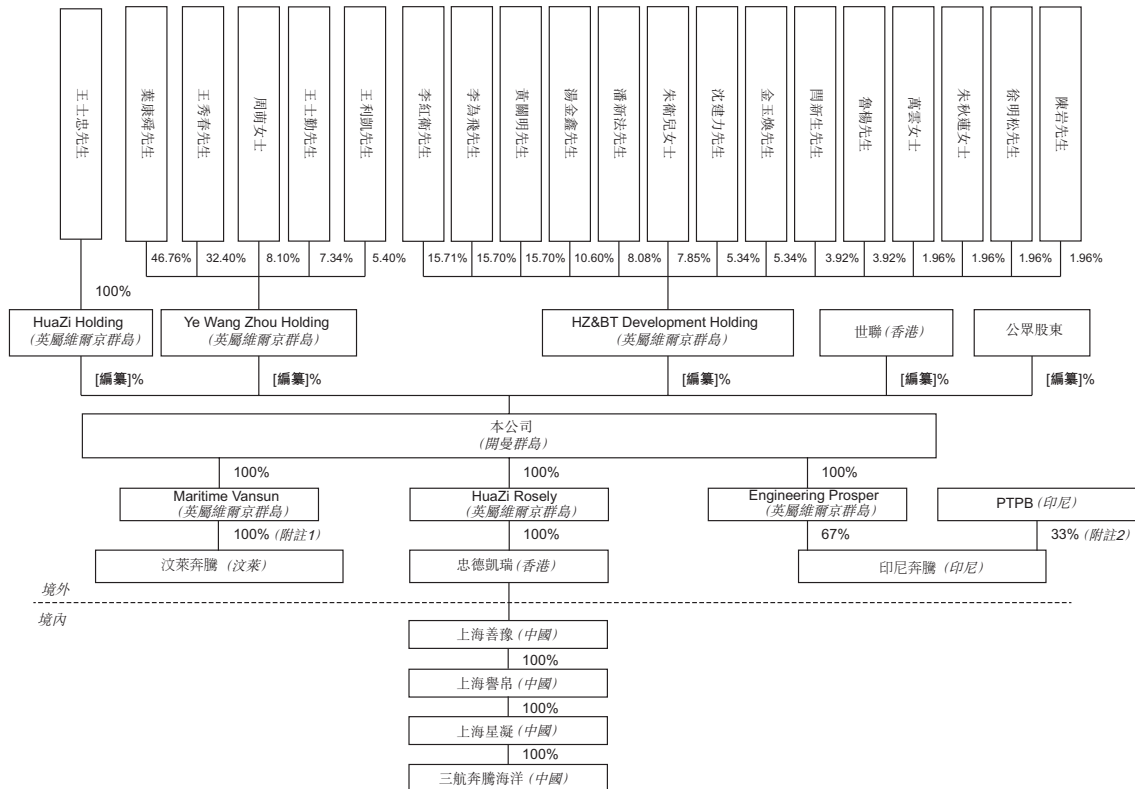 王士忠先生
葉康舜先生
王秀春先生
周萌女士
王士勤先生
王利凱先生
李紅衛先生
李為飛先生
黃關明先生
湯金鑫先生
潘新法先生
朱衛兒女士
沈建力先生
金玉煥先生
閆新生先生
魯楊先生
萬雲女士
朱秋蓮女士
徐明松先生
陳岩先生
46.76% 32.40% 8.10% 7.34% 5.40% 15.71% 15.70% 15.70% 10.60% 8.08% 7.85% 5.34% 5.34% 3.92% 3.92% 1.96% 1.96% 1.96% 1.96%
100%
HuaZi Holding
(英屬維爾京群島)
Ye Wang Zhou Holding
(英屬維爾京群島)
HZ&BT Development Holding
(英屬維爾京群島)
世聯(香港)
公眾股東
[編纂]% [編纂]% [編纂]% [編纂]% [編纂]%
本公司
(開曼群島)
100% 100% 100%
Maritime Vansun
(英屬維爾京群島)
HuaZi Rosely
(英屬維爾京群島)
Engineering Prosper
(英屬維爾京群島)
PTPB (印尼)
100% (附註1) 100% 67% 33% (附註2)
汶萊奔騰 (汶萊)
忠德凱瑞(香港)
印尼奔騰 (印尼)
境外
境內
上海善豫(中國)
100%
上海譽帛(中國)
100%
上海星凝(中國)
100%
三航奔騰海洋(中國)